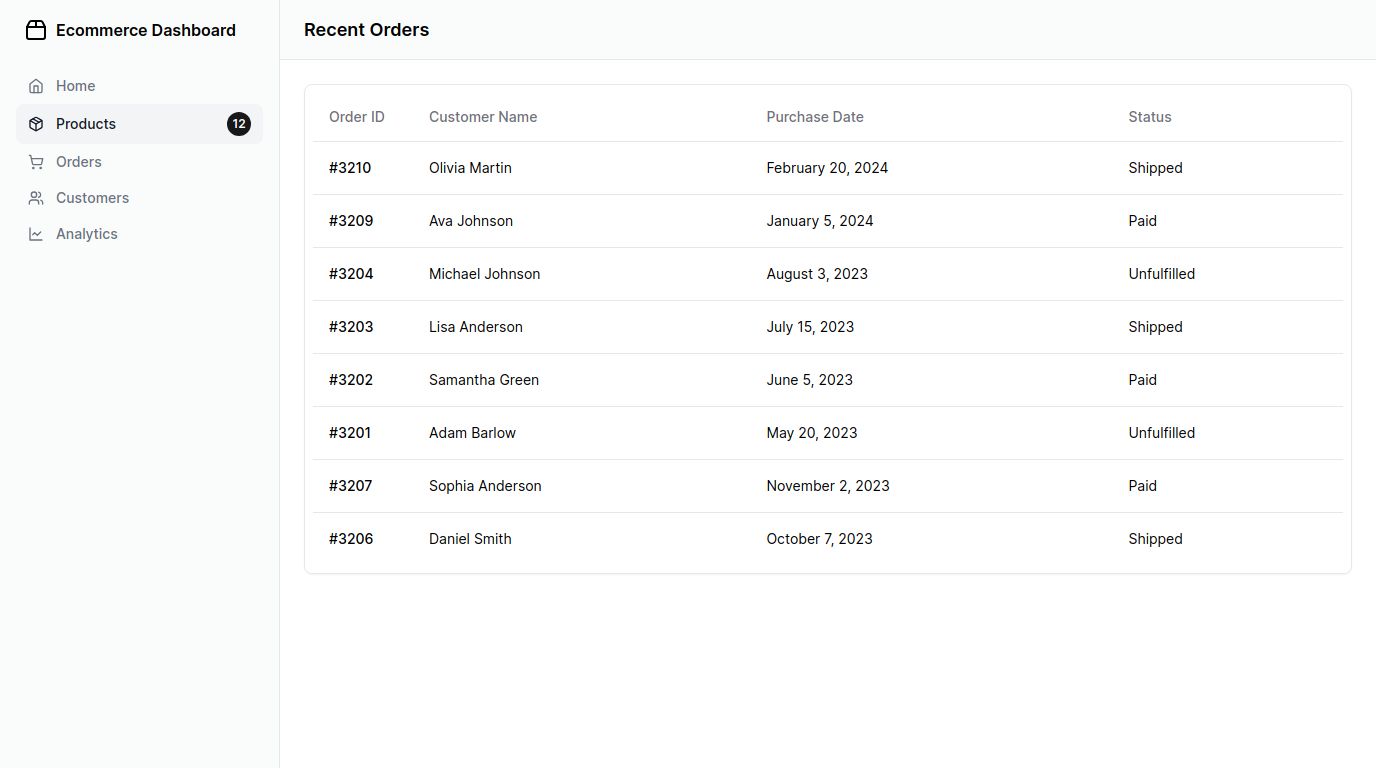 Ecommerce Dashboard
Home
Products 12
Orders
Customers
Analytics
Recent Orders
Order ID Customer Name Purchase Date Status
#3210 Olivia Martin February 20, 2024 Shipped
#3209 Ava Johnson January 5, 2024 Paid
#3204 Michael Johnson August 3, 2023 Unfulfilled
#3203 Lisa Anderson July 15, 2023 Shipped
#3202 Samantha Green June 5, 2023 Paid
#3201 Adam Barlow May 20, 2023 Unfulfilled
#3207 Sophia Anderson November 2, 2023 Paid
#3206 Daniel Smith October 7, 2023 Shipped